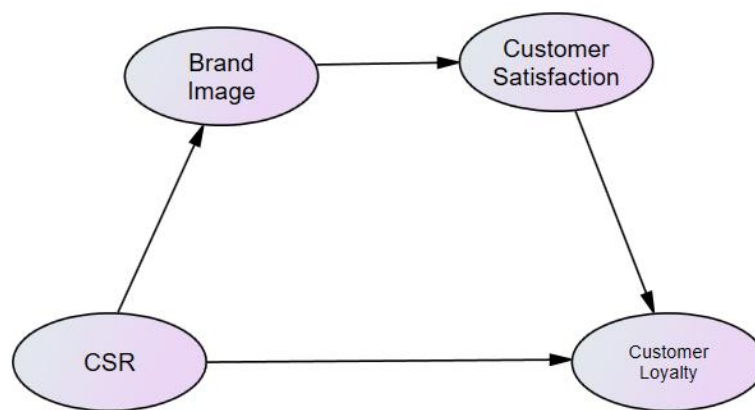 Brand
Image
Customer
Satisfaction
CSR
Customer
Loyalty